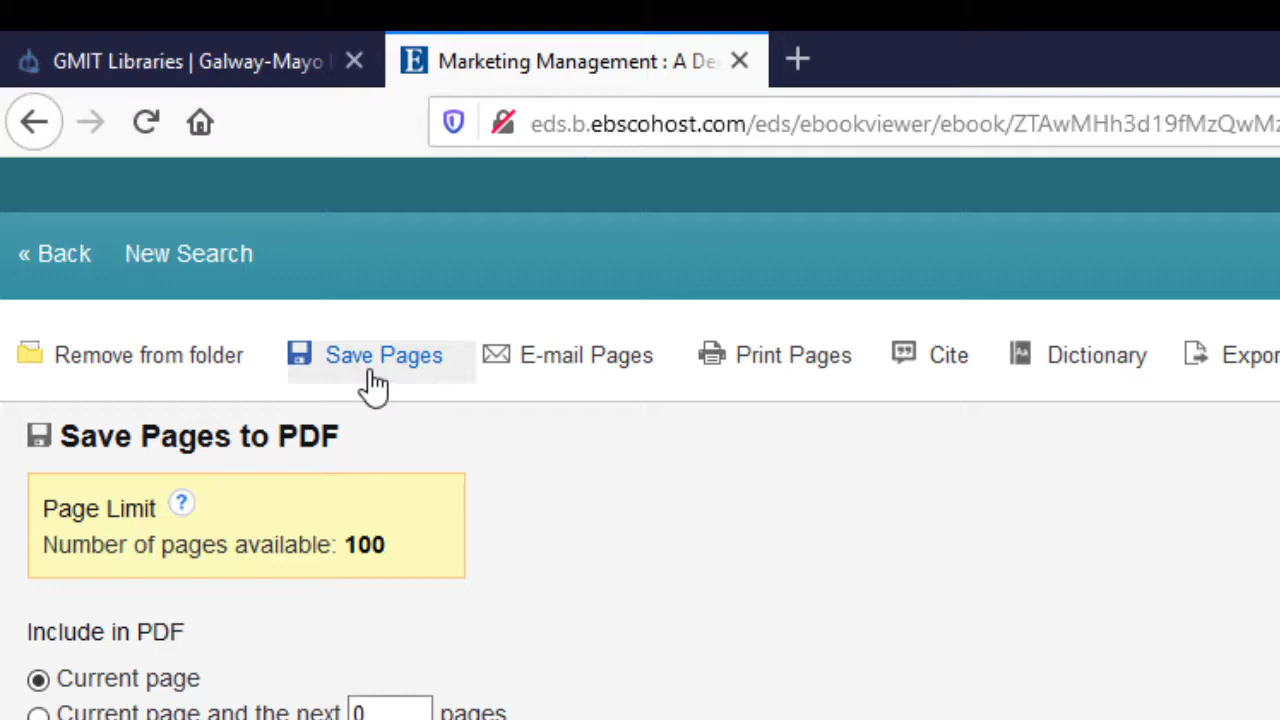 GMIT Libraries | Galway-Mayo
Marketing Management : A De
eds.b.ebscohost.com/eds/ebookviewer/ebook/ZTAwMHh3d19fMzQwMz
« Back New Search
Remove from folder Save Pages E-mail Pages Print Pages Cite Dictionary Expor
Save Pages to PDF
Page Limit ?
Number of pages available: 100
Include in PDF
Current page
Current page and the next 0 pages